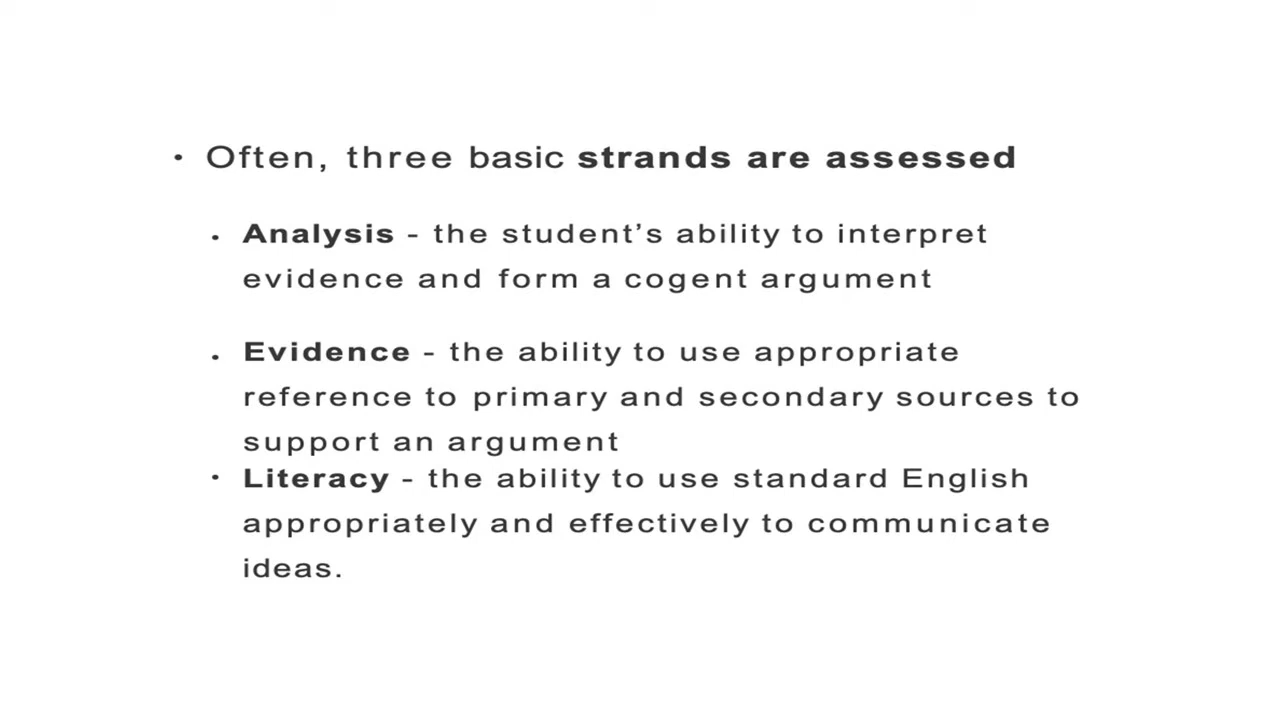 • Often, three basic strands are assessed
• Analysis - the student’s ability to interpret
evidence and form a cogent argument
• Evidence - the ability to use appropriate
reference to primary and secondary sources to
support an argument
• Literacy - the ability to use standard English
appropriately and effectively to communicate
ideas.